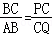 BC/AB = PC/CQ